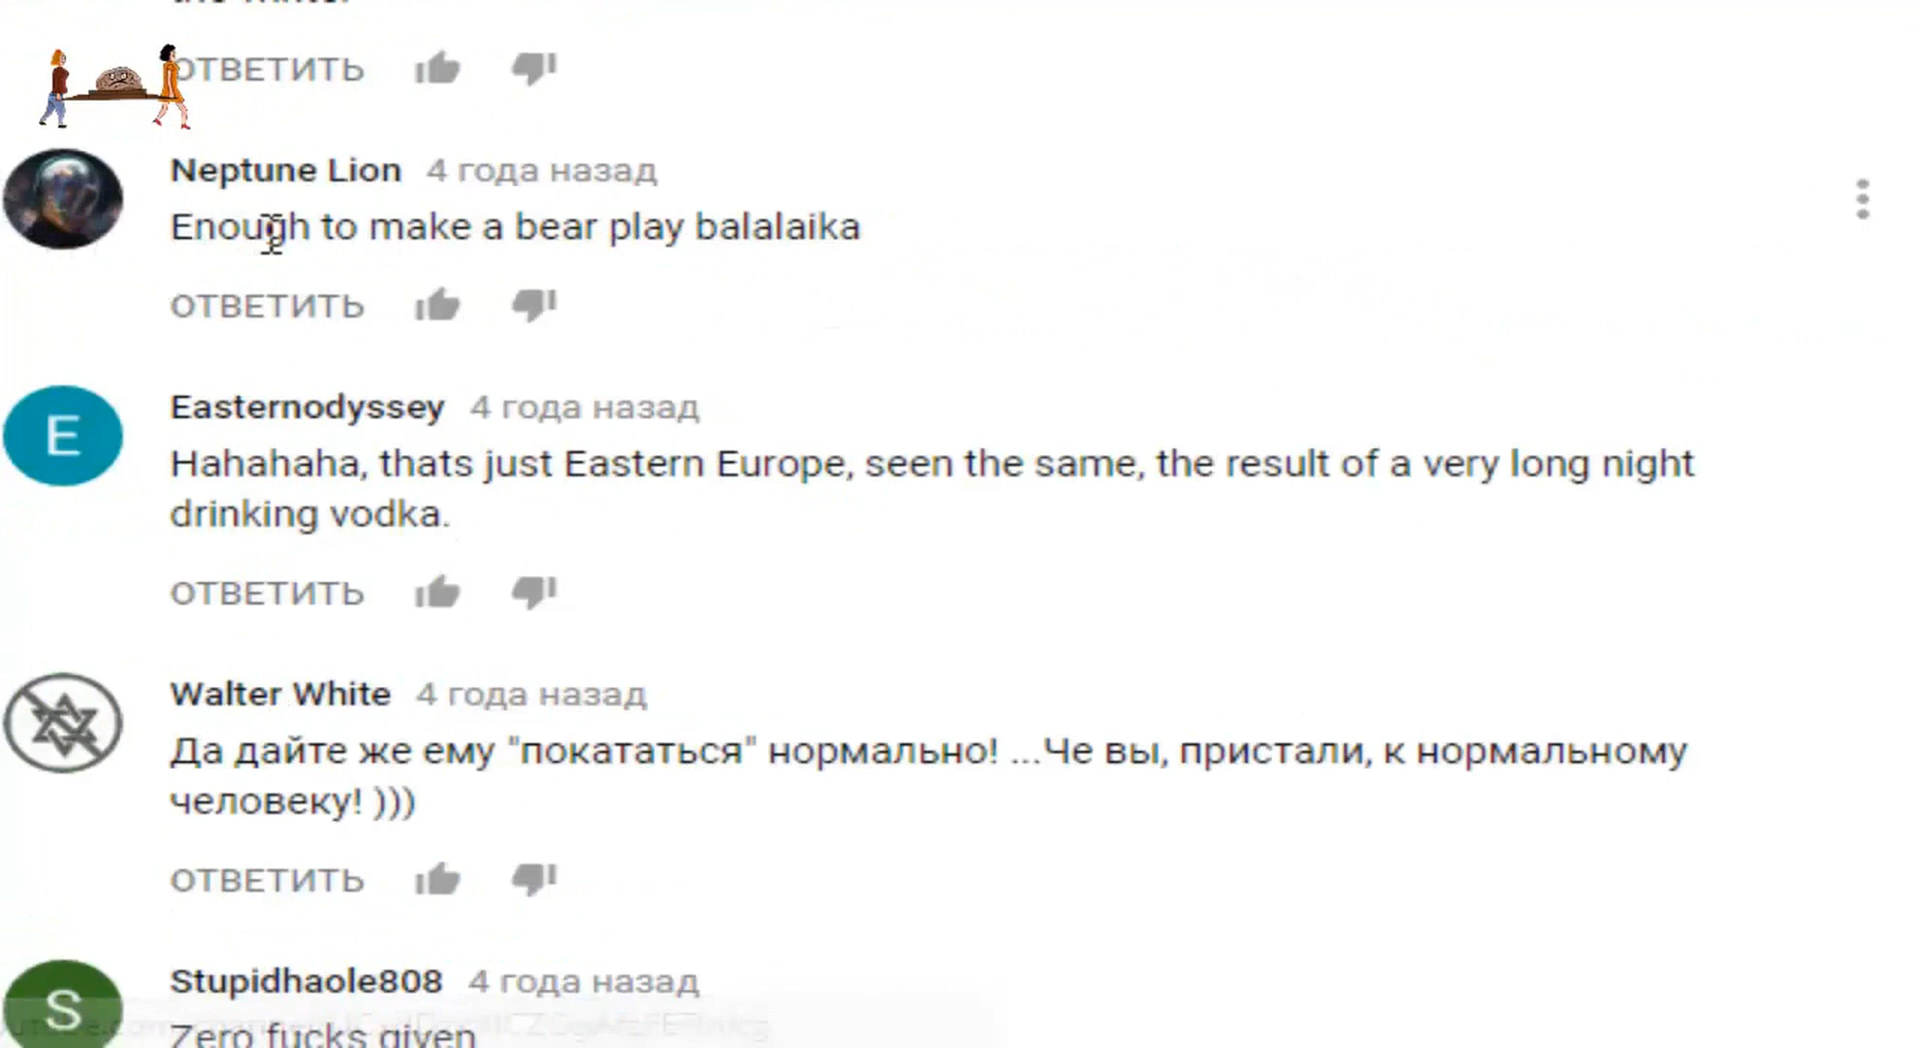 ОТВЕТИТЬ
Neptune Lion 4 года назад
Enough to make a bear play balalaika
ОТВЕТИТЬ
E
Easternodyssey 4 года назад
Hahahaha, thats just Eastern Europe, seen the same, the result of a very long night
drinking vodka.
ОТВЕТИТЬ
Walter White 4 года назад
Да дайте же ему "покататься" нормально! ...Че вы, пристали, к нормальному
человеку! )))
ОТВЕТИТЬ
S
Stupidhaole808 4 года назад
Zero fucks given